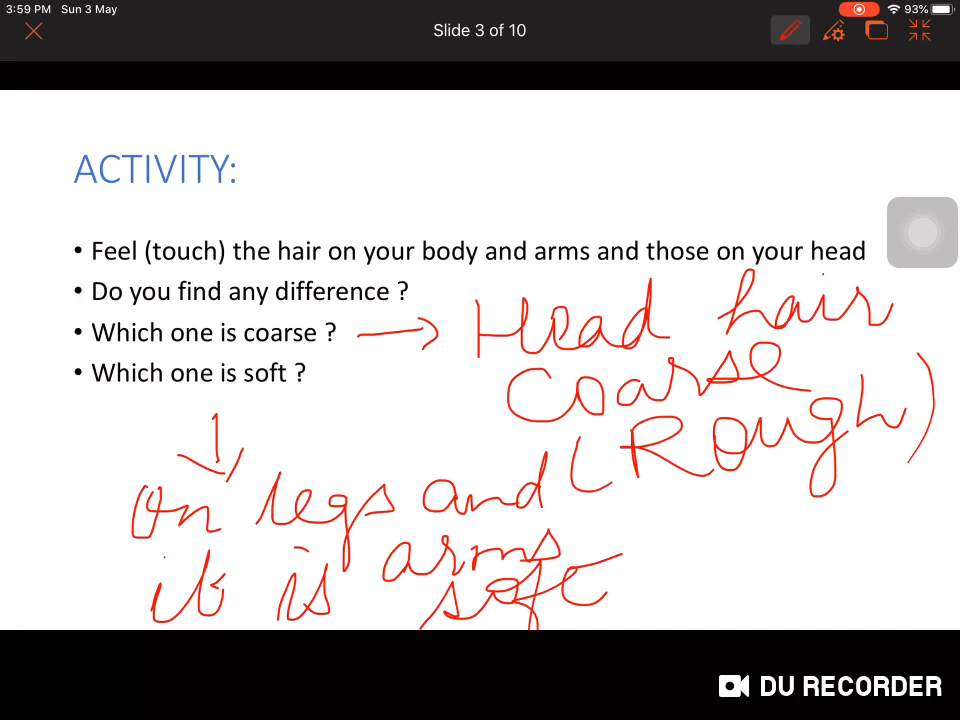 3:59 PM Sun 3 May 93%
Slide 3 of 10
ACTIVITY:
• Feel (touch) the hair on your body and arms and those on your head
• Do you find any difference ?
• Which one is coarse ? → Head hair
coarse
(Rough)
• Which one is soft ?
↓
On legs and
arms
it is soft
DU RECORDER